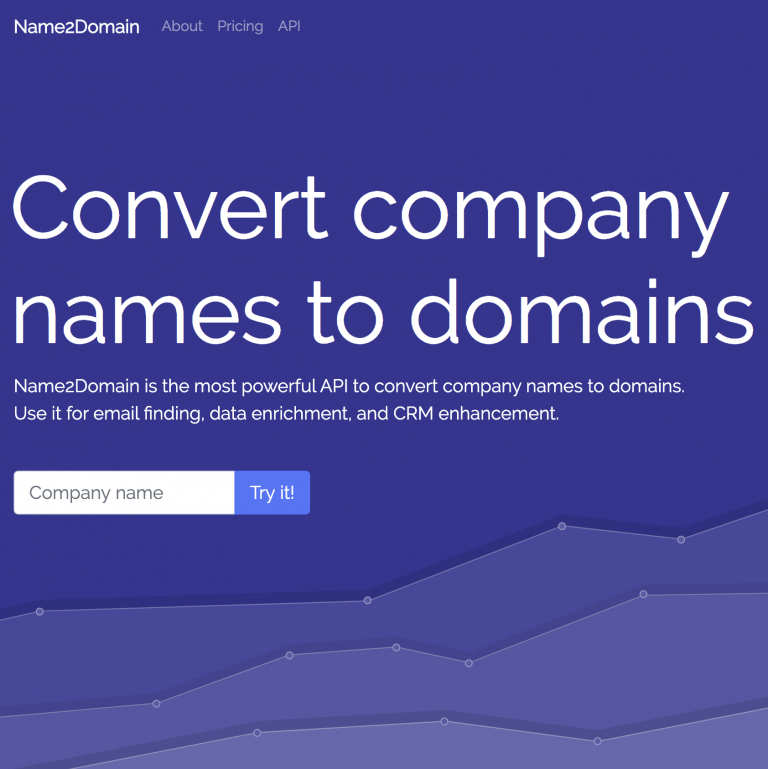 Name2Domain About Pricing API
Convert company
names to domains
Name2Domain is the most powerful API to convert company names to domains.
Use it for email finding, data enrichment, and CRM enhancement.
Company name Try it!